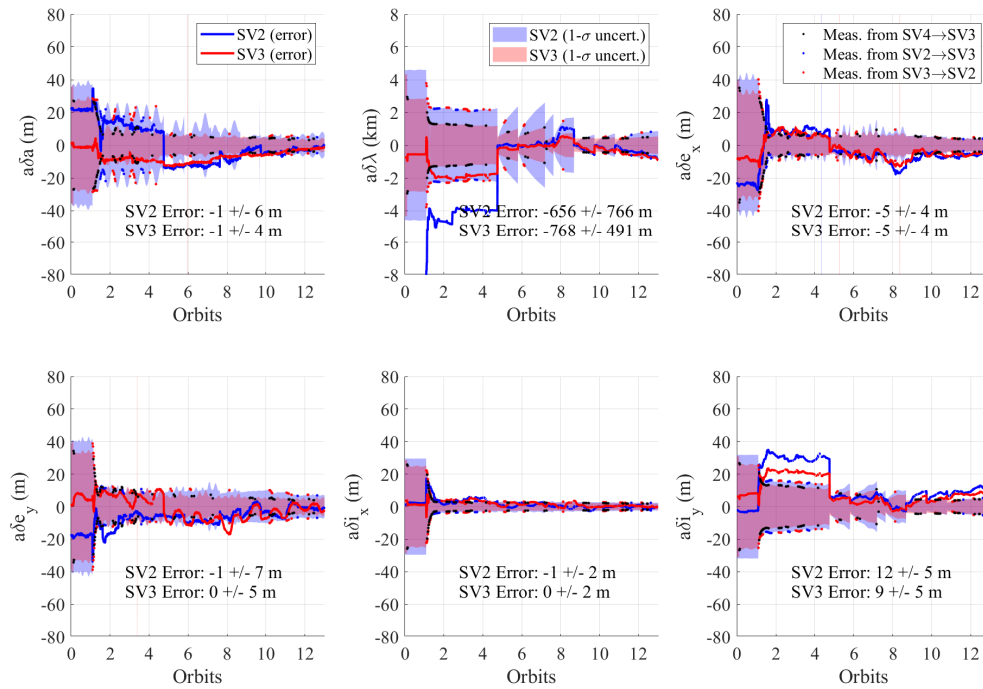 SV2 (error)
SV3 (error)
80
60
40
20
0
-20
-40
-60
-80
aδa (m)
SV2 Error: -1 +/- 6 m
SV3 Error: -1 +/- 4 m
0 2 4 6 8 10 12
Orbits
SV2 (1-σ uncert.)
SV3 (1-σ uncert.)
8
6
4
2
0
-2
-4
-6
-8
aδλ (km)
SV2 Error: -656 +/- 766 m
SV3 Error: -768 +/- 491 m
0 2 4 6 8 10 12
Orbits
Meas. from SV4→SV3
Meas. from SV2→SV3
Meas. from SV3→SV2
80
60
40
20
0
-20
-40
-60
-80
aδeₓ (m)
SV2 Error: -5 +/- 4 m
SV3 Error: -5 +/- 4 m
0 2 4 6 8 10 12
Orbits
80
60
40
20
0
-20
-40
-60
-80
aδe_y (m)
SV2 Error: -1 +/- 7 m
SV3 Error: 0 +/- 5 m
0 2 4 6 8 10 12
Orbits
80
60
40
20
0
-20
-40
-60
-80
aδiₓ (m)
SV2 Error: -1 +/- 2 m
SV3 Error: 0 +/- 2 m
0 2 4 6 8 10 12
Orbits
80
60
40
20
0
-20
-40
-60
-80
aδi_y (m)
SV2 Error: 12 +/- 5 m
SV3 Error: 9 +/- 5 m
0 2 4 6 8 10 12
Orbits